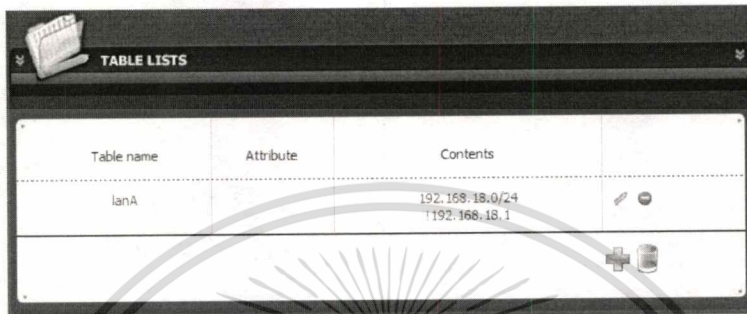 TABLE LISTS
Table name Attribute Contents
lanA 192.168.18.0/24
!192.168.18.1